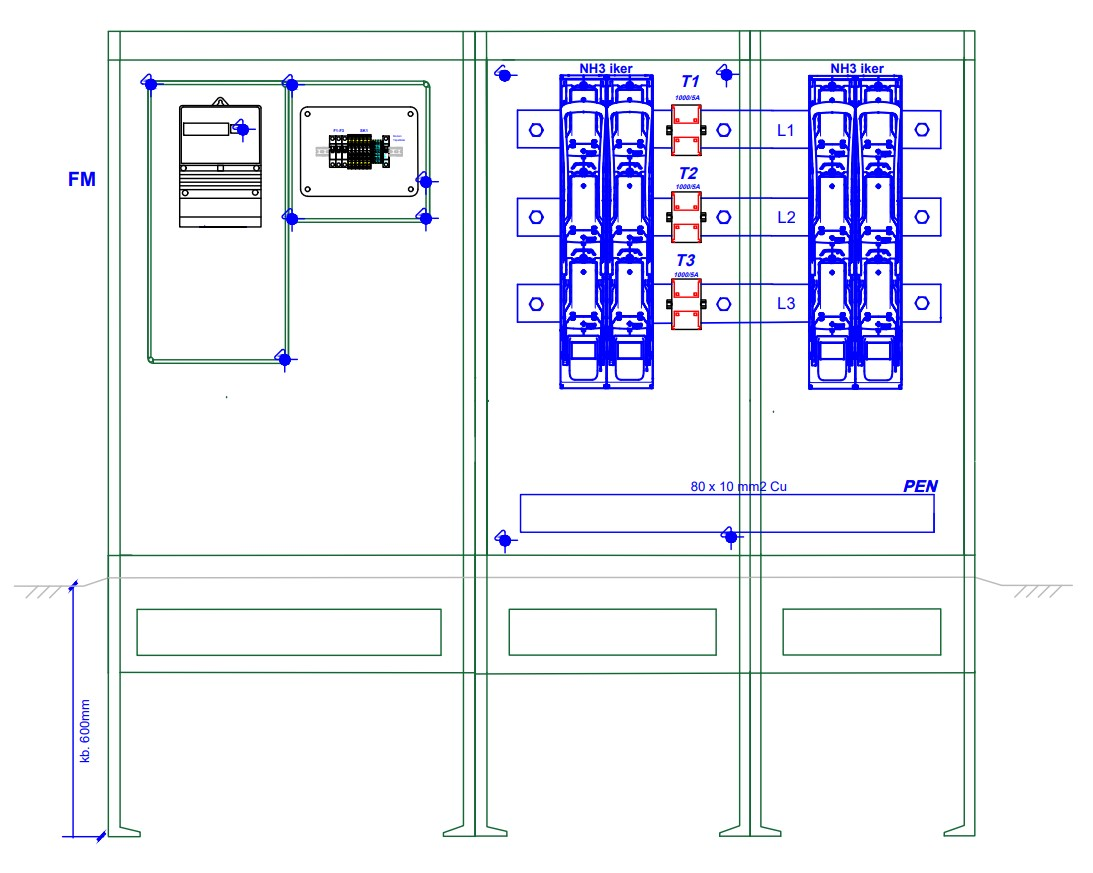 NH3 iker
NH3 iker
T1
1000/5A
L1
FM
T2
1000/5A
L2
T3
1000/5A
L3
80 x 10 mm2 Cu
PEN
kb. 600mm